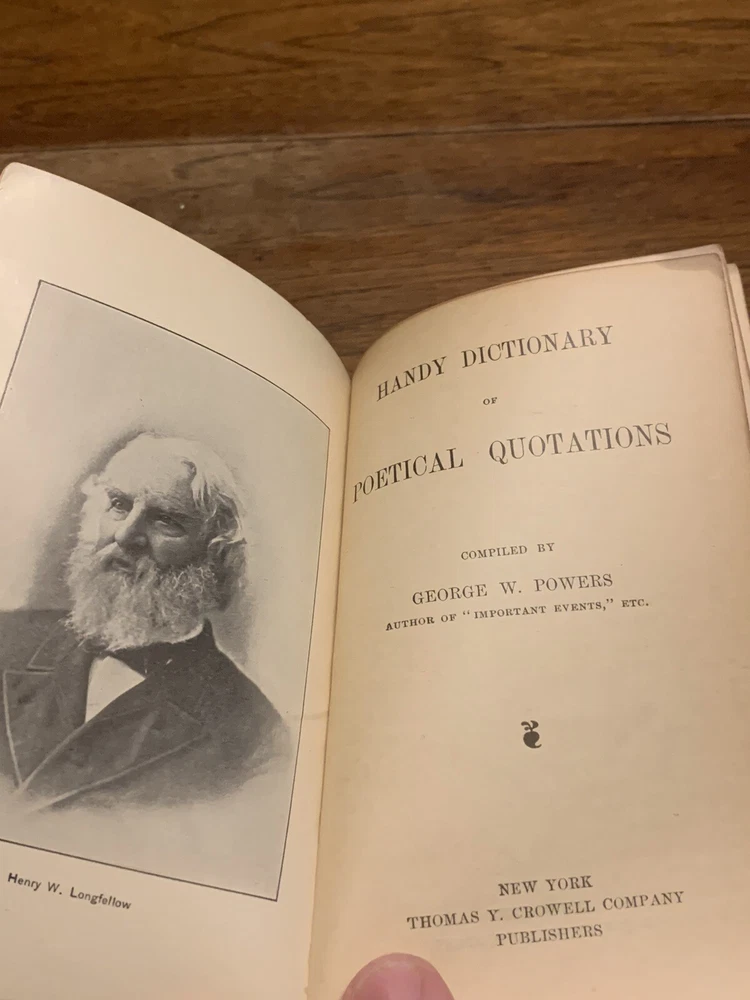 Henry W. Longfellow
HANDY DICTIONARY
OF
POETICAL QUOTATIONS
COMPILED BY
GEORGE W. POWERS
AUTHOR OF "IMPORTANT EVENTS," ETC.
NEW YORK
THOMAS Y. CROWELL COMPANY
PUBLISHERS